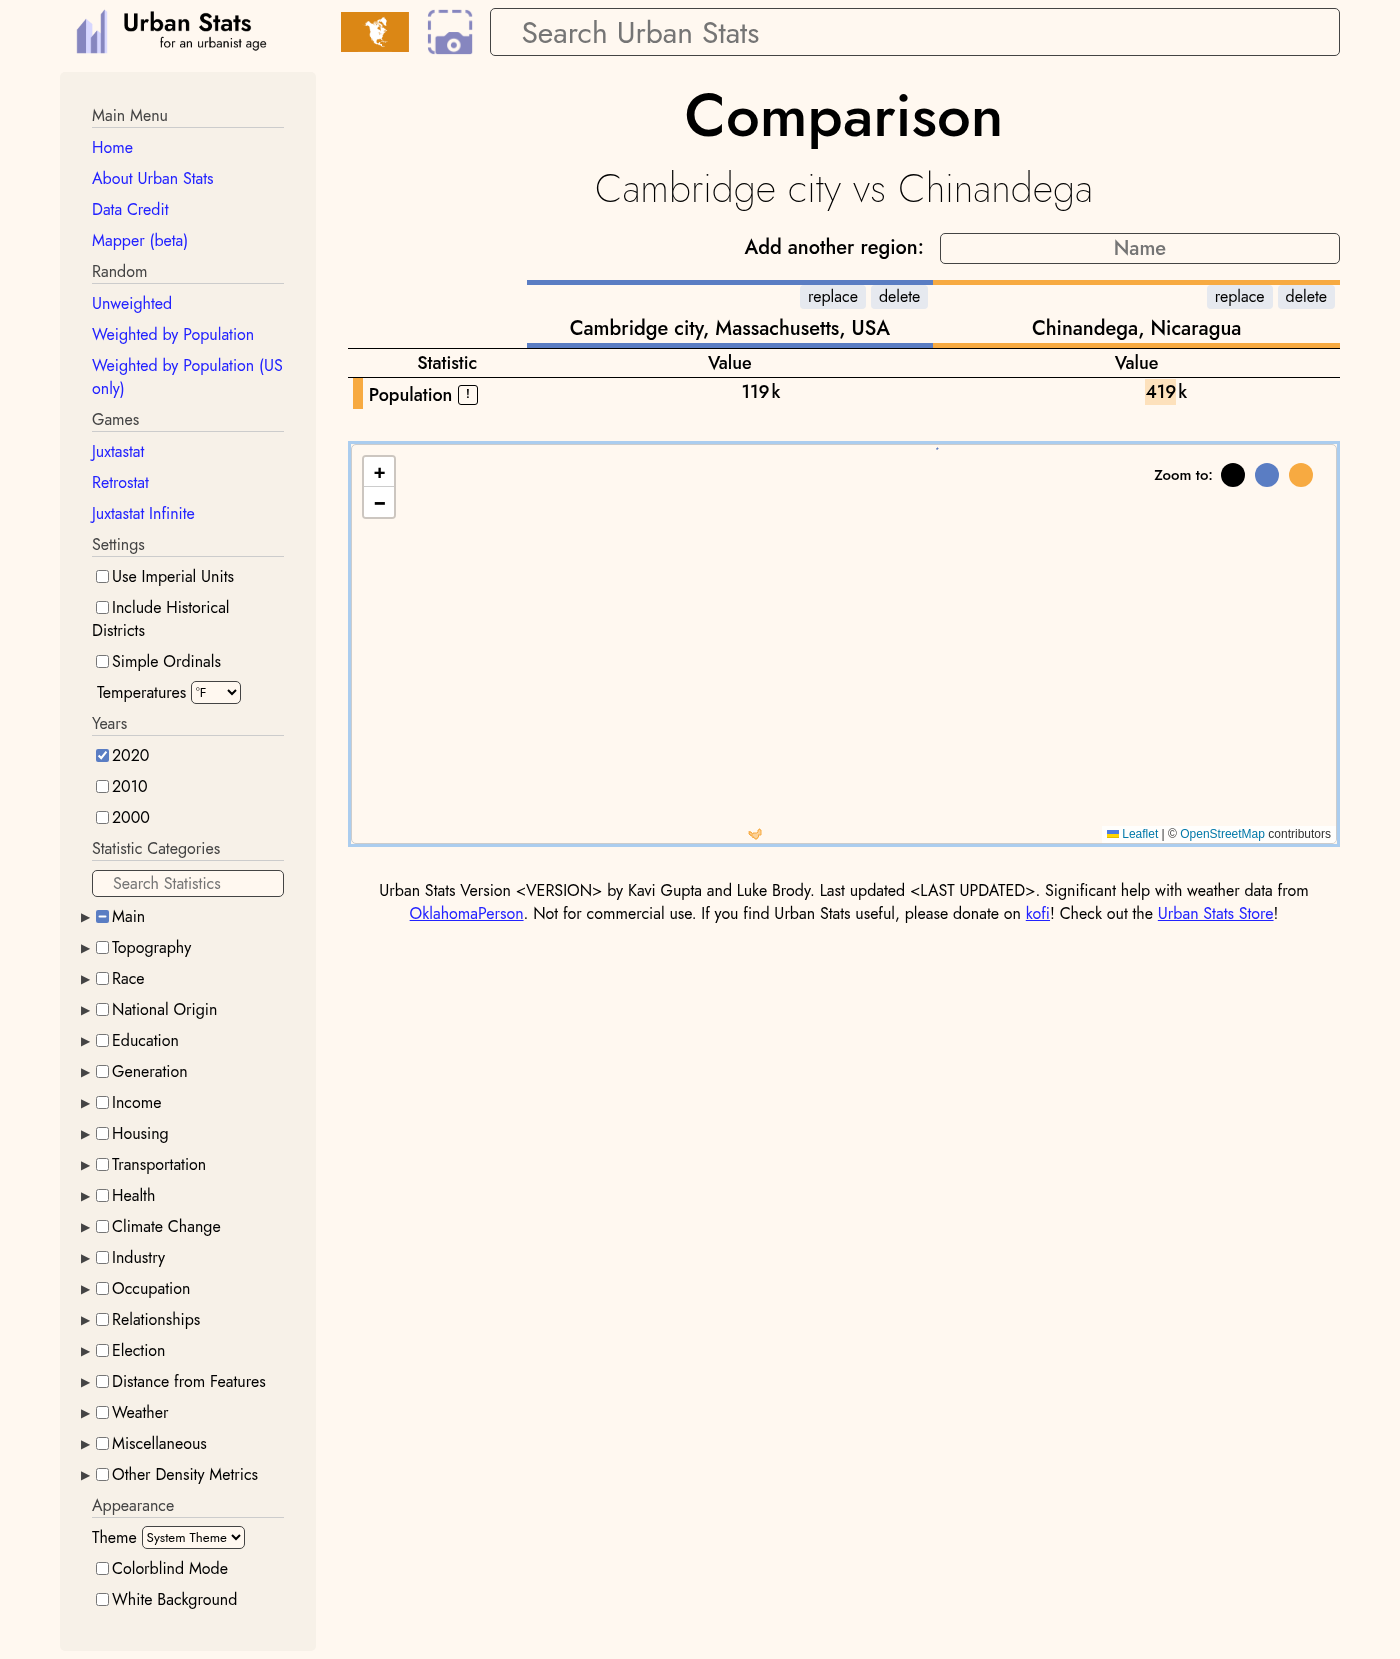 Urban Stats
for an urbanist age
Search Urban Stats
Main Menu
Home
About Urban Stats
Data Credit
Mapper (beta)
Random
Unweighted
Weighted by Population
Weighted by Population (US
only)
Games
Juxtastat
Retrostat
Juxtastat Infinite
Settings
Use Imperial Units
Include Historical
Districts
Simple Ordinals
Temperatures °F
Years
2020
2010
2000
Statistic Categories
Search Statistics
Main
Topography
Race
National Origin
Education
Generation
Income
Housing
Transportation
Health
Climate Change
Industry
Occupation
Relationships
Election
Distance from Features
Weather
Miscellaneous
Other Density Metrics
Appearance
Theme System Theme
Colorblind Mode
White Background
Comparison
Cambridge city vs Chinandega
Add another region: Name
replace delete replace delete
Cambridge city, Massachusetts, USA Chinandega, Nicaragua
Statistic Value Value
Population ! 119k 419k
+
−
Zoom to:
Leaflet | © OpenStreetMap contributors
Urban Stats Version <VERSION> by Kavi Gupta and Luke Brody. Last updated <LAST UPDATED>. Significant help with weather data from
OklahomaPerson. Not for commercial use. If you find Urban Stats useful, please donate on kofi! Check out the Urban Stats Store!